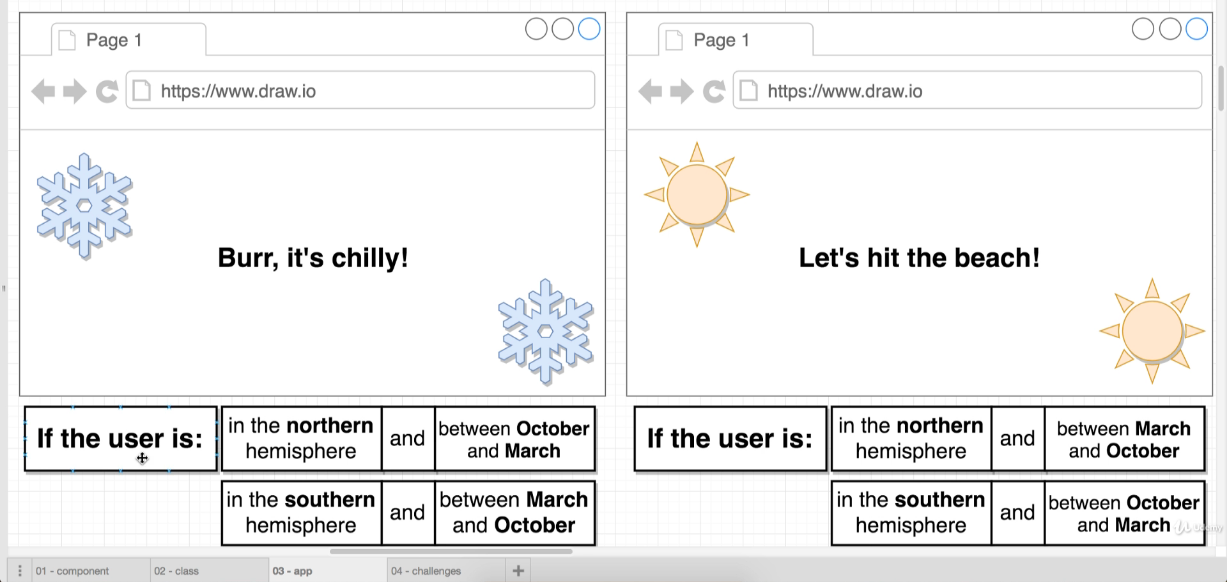 Page 1
https://www.draw.io
Burr, it's chilly!
If the user is:
in the northern
hemisphere
and
between October
and March
in the southern
hemisphere
and
between March
and October
Page 1
https://www.draw.io
Let's hit the beach!
If the user is:
in the northern
hemisphere
and
between March
and October
in the southern
hemisphere
and
between October
and March
Udemy
01 - component
02 - class
03 - app
04 - challenges